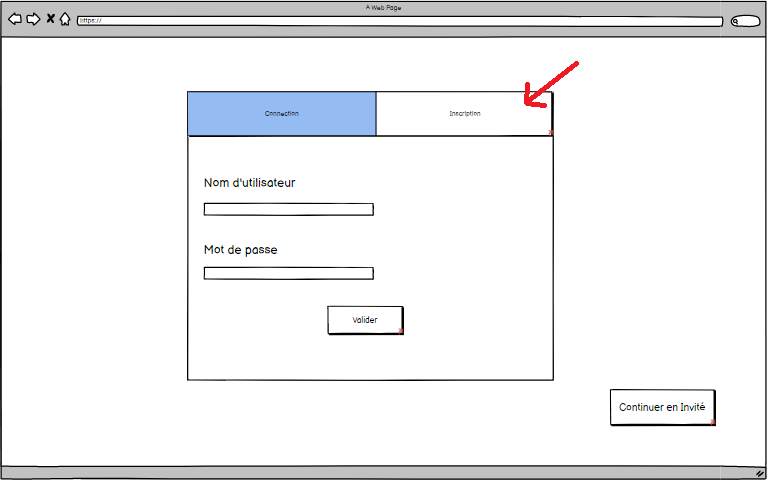 A Web Page
https://
Connection
Inscription
Nom d'utilisateur
Mot de passe
Valider
Continuer en Invité